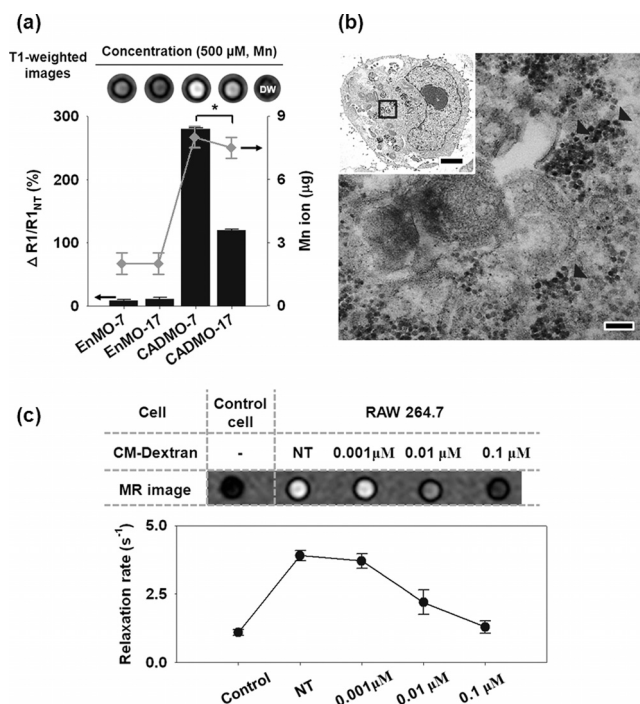 (a)
T1-weighted images
Concentration (500 µM, Mn)
DW
*
300
200
100
0
9
6
3
0
Δ R1/R1NT (%)
Mn ion (µg)
EnMO-7
EnMO-17
CADMO-7
CADMO-17
(b)
(c)
Cell
Control cell
RAW 264.7
CM-Dextran
-
NT
0.001 µM
0.01 µM
0.1 µM
MR image
5.0
2.5
0.0
Relaxation rate (s-1)
Control
NT
0.001µM
0.01 µM
0.1 µM